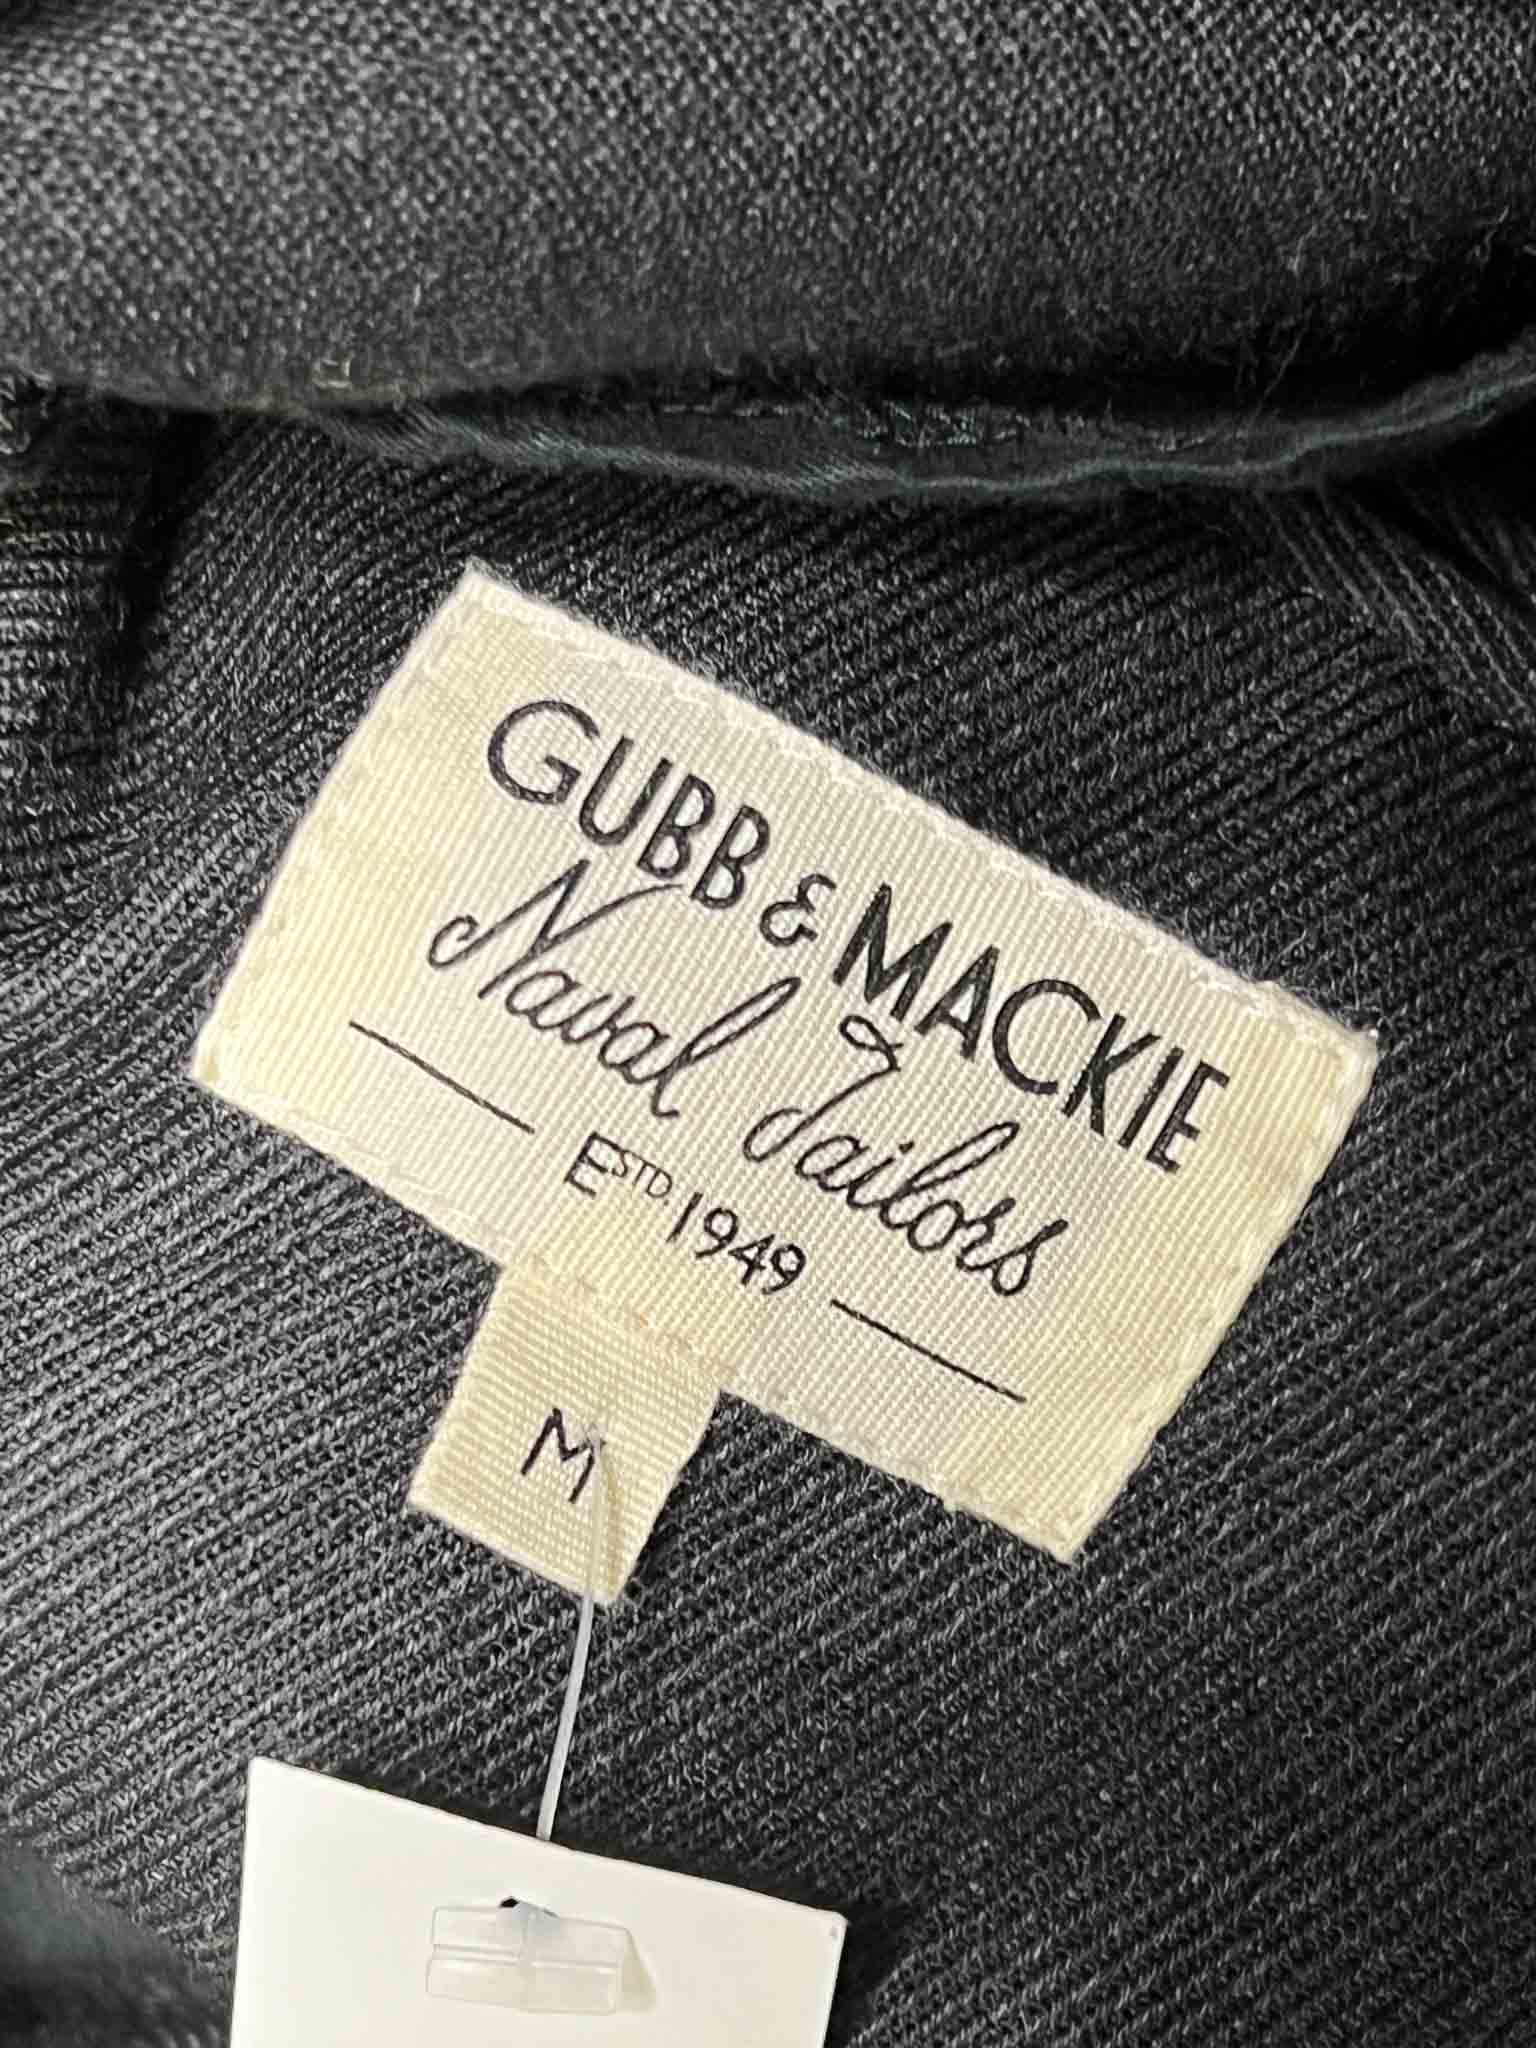 GUBB & MACKIE
Naval Tailors
ESTD. 1949
M